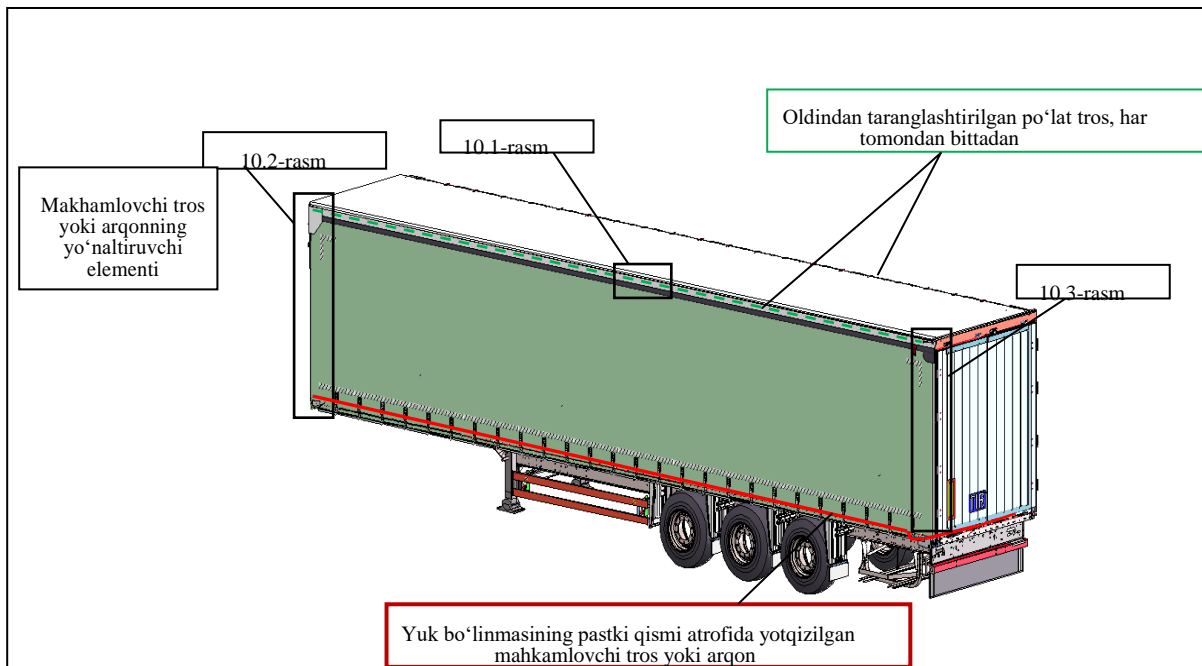 Oldindan taranglashtirilgan po‘lat tros, har
tomondan bittadan
10.1-rasm
10.2-rasm
Makhamlovchi tros
yoki arqonning
yo‘naltiruvchi
elementi
10.3-rasm
TIR
Yuk bo‘linmasining pastki qismi atrofida yotqizilgan
mahkamlovchi tros yoki arqon